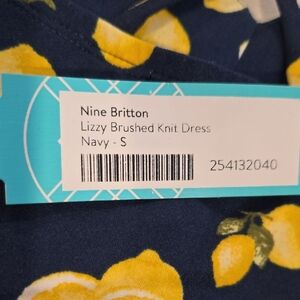 Nine Britton
Lizzy Brushed Knit Dress
Navy - S
254132040